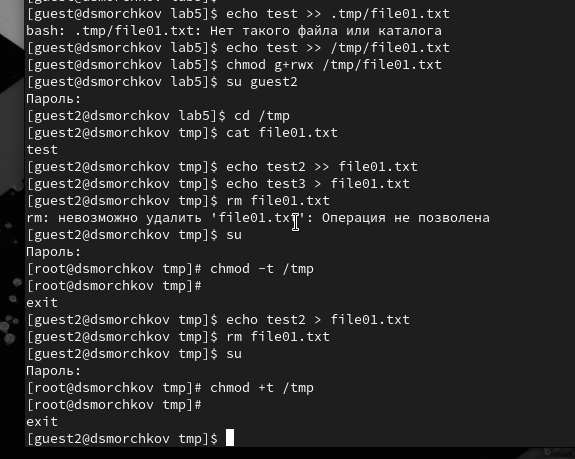 [guest@dsmorchkov lab5]$ echo test >> .tmp/file01.txt
bash: .tmp/file01.txt: Нет такого файла или каталога
[guest@dsmorchkov lab5]$ echo test >> /tmp/file01.txt
[guest@dsmorchkov lab5]$ chmod g+rwx /tmp/file01.txt
[guest@dsmorchkov lab5]$ su guest2
Пароль:
[guest2@dsmorchkov lab5]$ cd /tmp
[guest2@dsmorchkov tmp]$ cat file01.txt
test
[guest2@dsmorchkov tmp]$ echo test2 >> file01.txt
[guest2@dsmorchkov tmp]$ echo test3 > file01.txt
[guest2@dsmorchkov tmp]$ rm file01.txt
rm: невозможно удалить 'file01.txt': Операция не позволена
[guest2@dsmorchkov tmp]$ su
Пароль:
[root@dsmorchkov tmp]# chmod -t /tmp
[root@dsmorchkov tmp]#
exit
[guest2@dsmorchkov tmp]$ echo test2 > file01.txt
[guest2@dsmorchkov tmp]$ rm file01.txt
[guest2@dsmorchkov tmp]$ su
Пароль:
[root@dsmorchkov tmp]# chmod +t /tmp
[root@dsmorchkov tmp]#
exit
[guest2@dsmorchkov tmp]$